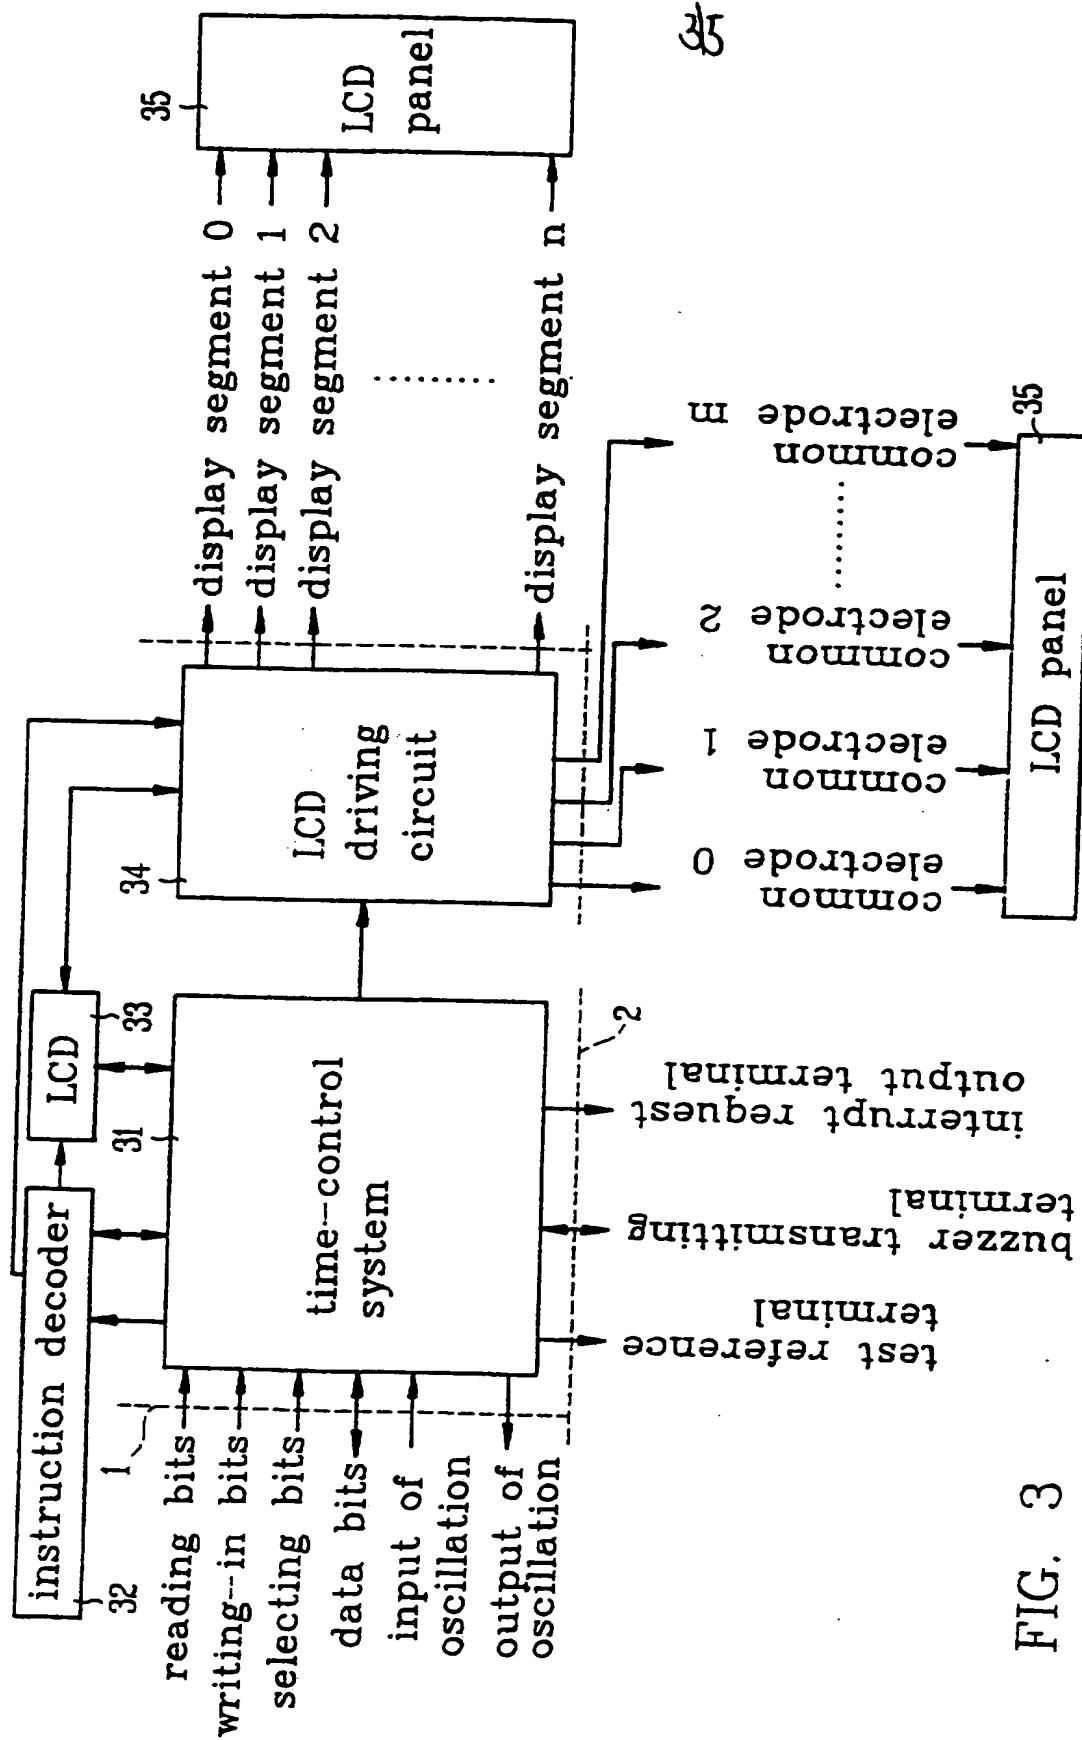 3/5
32
instruction decoder
33
LCD
34
LCD
driving
circuit
35
LCD
panel
display segment 0
display segment 1
display segment 2
.........
display segment n
1
reading bits
writing--in bits
selecting bits
data bits
input of
oscillation
output of
oscillation
31
time--control
system
2
test reference
terminal
buzzer transmitting
terminal
interrupt request
output terminal
common
electrode 0
common
electrode 1
common
electrode 2
.........
common
electrode m
35
LCD panel
FIG. 3